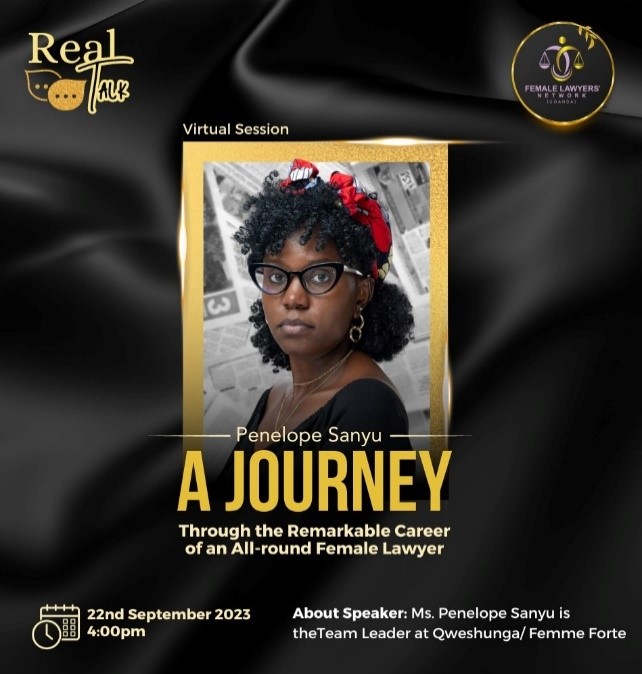 Real
Talk
FEMALE LAWYERS'
NETWORK
(UGANDA)
Virtual Session
Penelope Sanyu
A JOURNEY
Through the Remarkable Career
of an All-round Female Lawyer
22nd September 2023
4:00pm
About Speaker: Ms. Penelope Sanyu is
theTeam Leader at Qweshunga/ Femme Forte